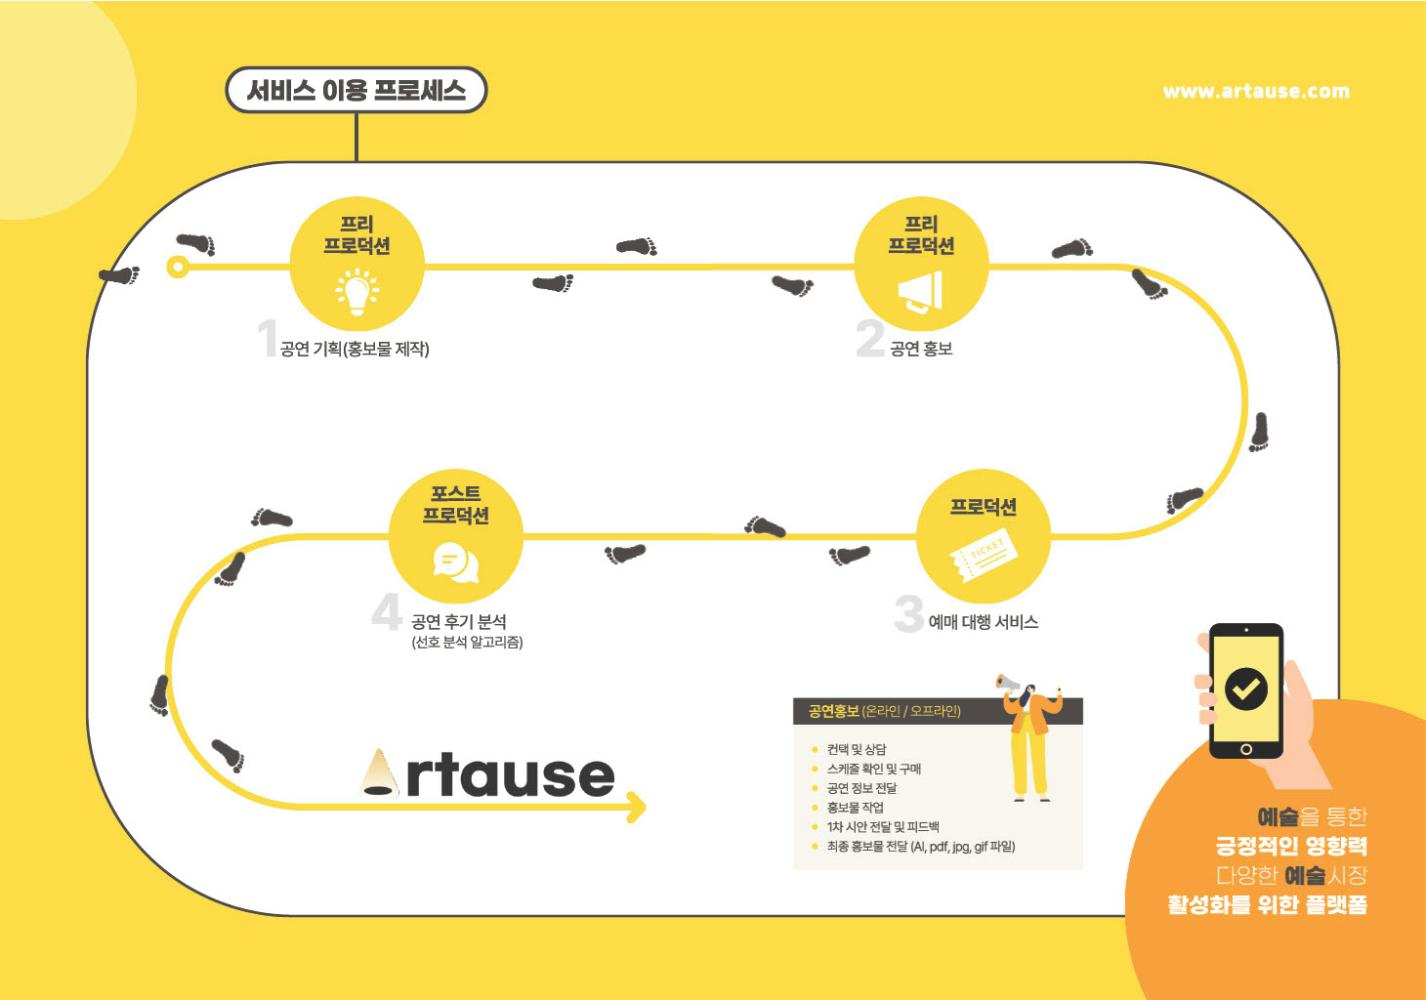 서비스 이용 프로세스
www.artause.com
프리
프로덕션
1 공연 기획(홍보물 제작)
프리
프로덕션
2 공연 홍보
프로덕션
TICKET
3 예매 대행 서비스
포스트
프로덕션
4 공연 후기 분석
(선호 분석 알고리즘)
Artause
공연홍보 (온라인 / 오프라인)
컨택 및 상담
스케줄 확인 및 구매
공연 정보 전달
홍보물 작업
1차 시안 전달 및 피드백
최종 홍보물 전달 (AI, pdf, jpg, gif 파일)
예술을 통한
긍정적인 영향력
다양한 예술시장
활성화를 위한 플랫폼